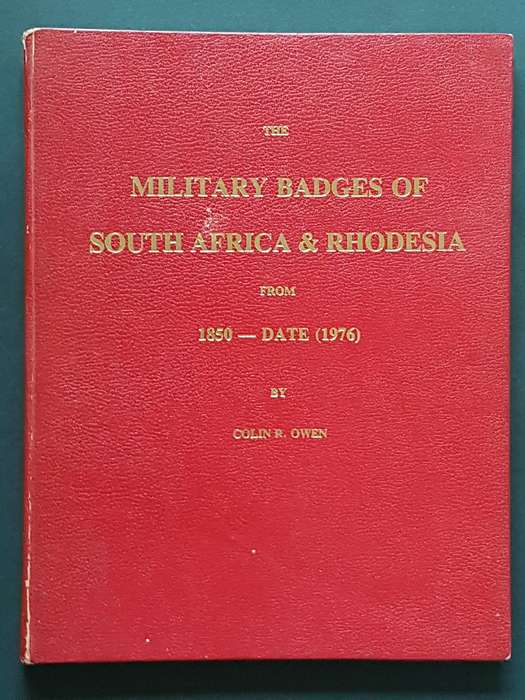 THE
MILITARY BADGES OF
SOUTH AFRICA & RHODESIA
FROM
1850 — DATE (1976)
BY
COLIN R. OWEN